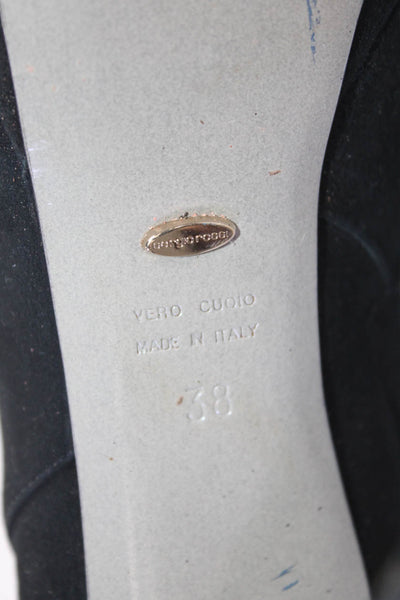 sergio rossi
VERO CUOIO
MADE IN ITALY
38